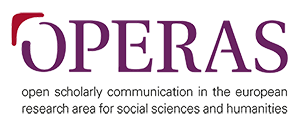 OPERAS
open scholarly communication in the european
research area for social sciences and humanities